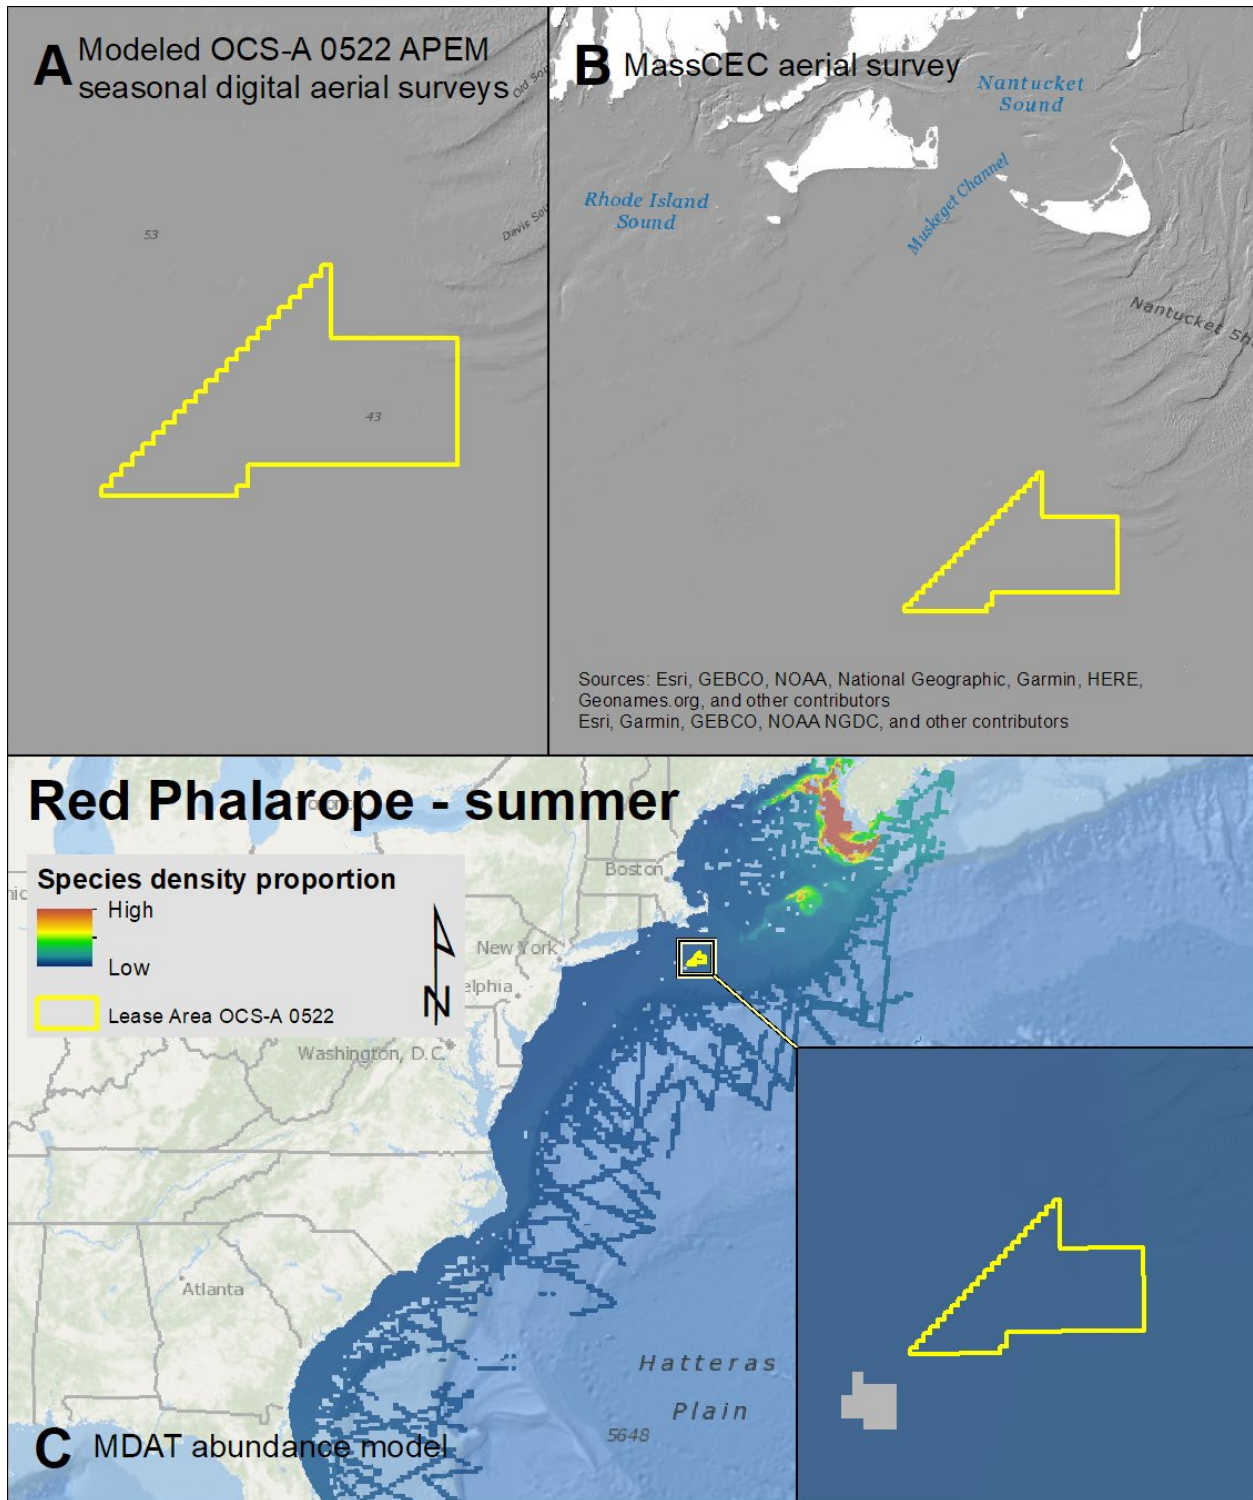 A Modeled OCS-A 0522 APEM
seasonal digital aerial surveys
Old Sou
Davis Sou
53
43
B MassCEC aerial survey
Nantucket
Sound
Rhode Island
Sound
Muskeget Channel
Nantucket Sh
Sources: Esri, GEBCO, NOAA, National Geographic, Garmin, HERE,
Geonames.org, and other contributors
Esri, Garmin, GEBCO, NOAA NGDC, and other contributors
Red Phalarope - summer
Species density proportion
High
Low
Lease Area OCS-A 0522
N
Boston
New York
elphia
Washington, D.C.
Atlanta
Hatteras
Plain
5648
C MDAT abundance model